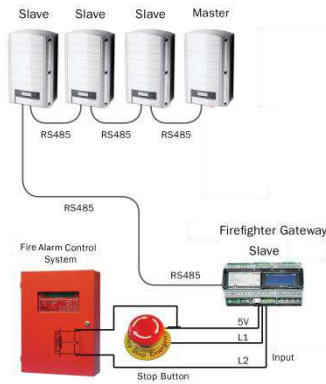 Slave Slave Slave Master
RS485 RS485 RS485
RS485
Firefighter Gateway
Slave
Fire Alarm Control
System
RS485
5V
L1
L2 Input
Stop Button